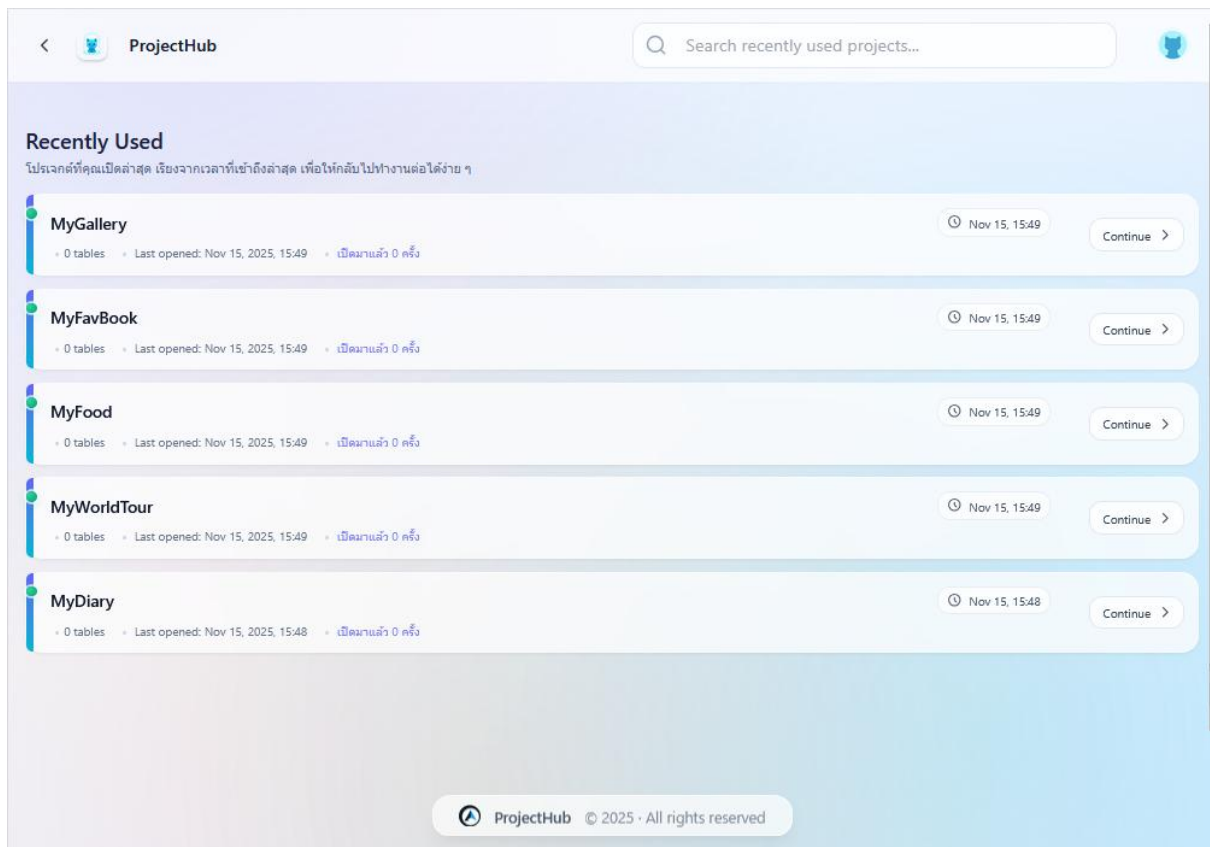 ProjectHub
Search recently used projects...
Recently Used
โปรเจกต์ที่คุณเปิดล่าสุด เรียงจากเวลาที่เข้าถึงล่าสุด เพื่อให้กลับไปทำงานต่อได้ง่าย ๆ
MyGallery
Nov 15, 15:49
Continue
0 tables • Last opened: Nov 15, 2025, 15:49 • เปิดมาแล้ว 0 ครั้ง
MyFavBook
Nov 15, 15:49
Continue
0 tables • Last opened: Nov 15, 2025, 15:49 • เปิดมาแล้ว 0 ครั้ง
MyFood
Nov 15, 15:49
Continue
0 tables • Last opened: Nov 15, 2025, 15:49 • เปิดมาแล้ว 0 ครั้ง
MyWorldTour
Nov 15, 15:49
Continue
0 tables • Last opened: Nov 15, 2025, 15:49 • เปิดมาแล้ว 0 ครั้ง
MyDiary
Nov 15, 15:48
Continue
0 tables • Last opened: Nov 15, 2025, 15:48 • เปิดมาแล้ว 0 ครั้ง
ProjectHub © 2025 · All rights reserved